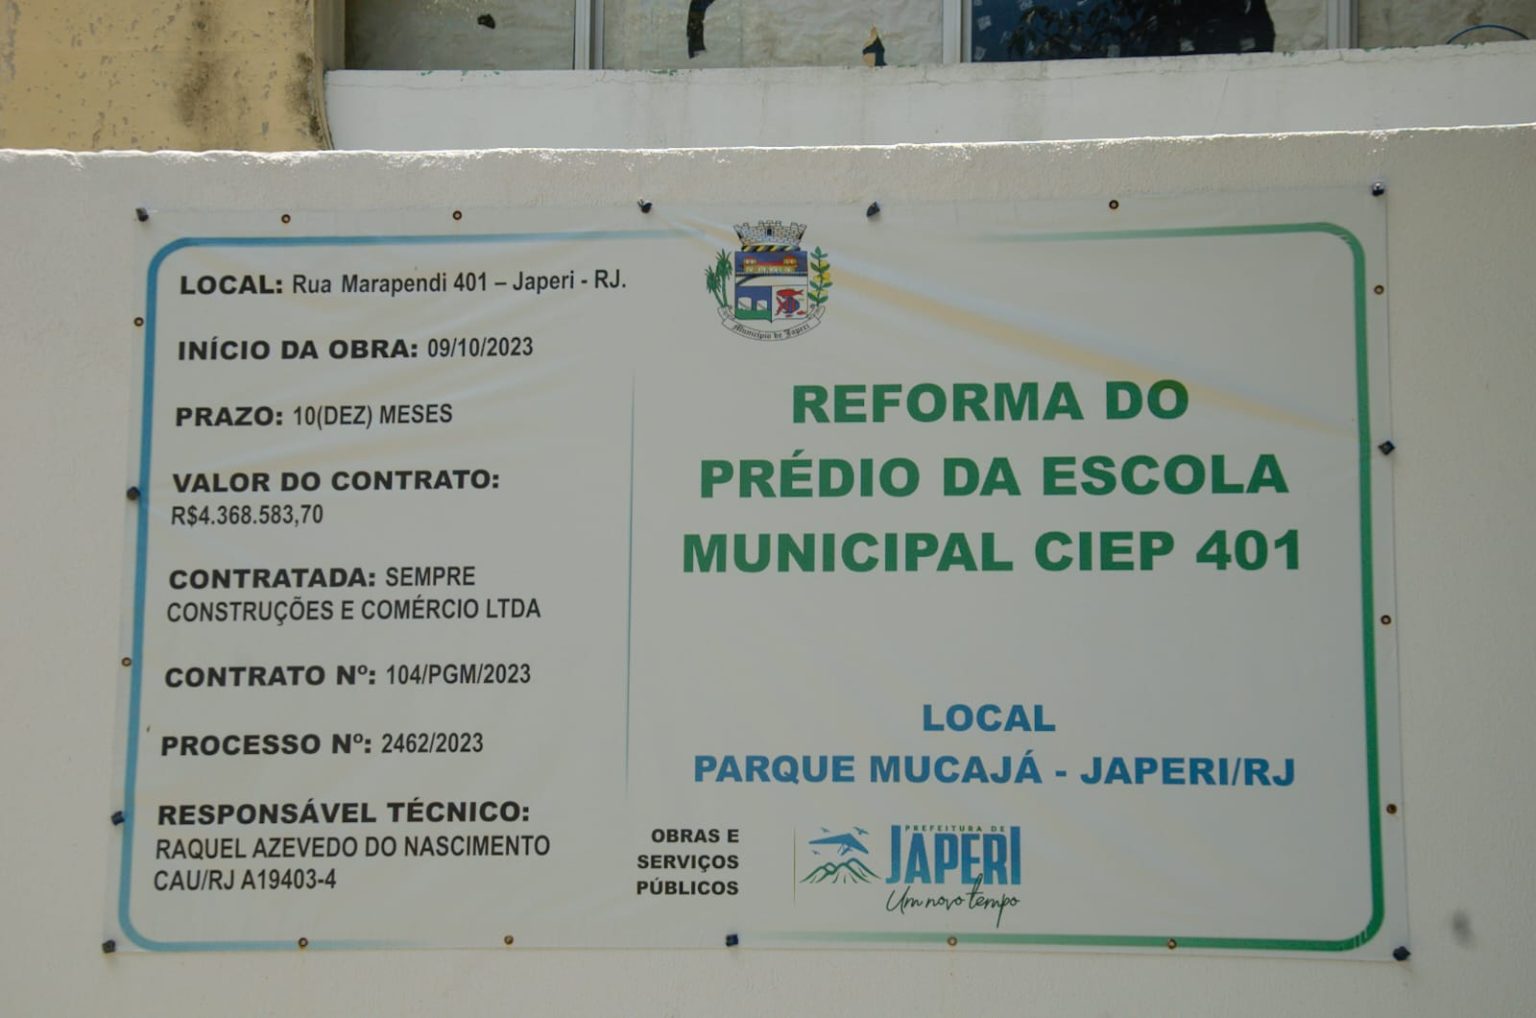 LOCAL: Rua Marapendi 401 – Japeri - RJ.
INÍCIO DA OBRA: 09/10/2023
PRAZO: 10(DEZ) MESES
VALOR DO CONTRATO:
R$4.368.583,70
CONTRATADA: SEMPRE
CONSTRUÇÕES E COMÉRCIO LTDA
CONTRATO Nº: 104/PGM/2023
PROCESSO Nº: 2462/2023
RESPONSÁVEL TÉCNICO:
RAQUEL AZEVEDO DO NASCIMENTO
CAU/RJ A19403-4
Município de Japeri
REFORMA DO
PRÉDIO DA ESCOLA
MUNICIPAL CIEP 401
LOCAL
PARQUE MUCAJÁ - JAPERI/RJ
OBRAS E
SERVIÇOS
PÚBLICOS
PREFEITURA DE
JAPERI
Um novo tempo